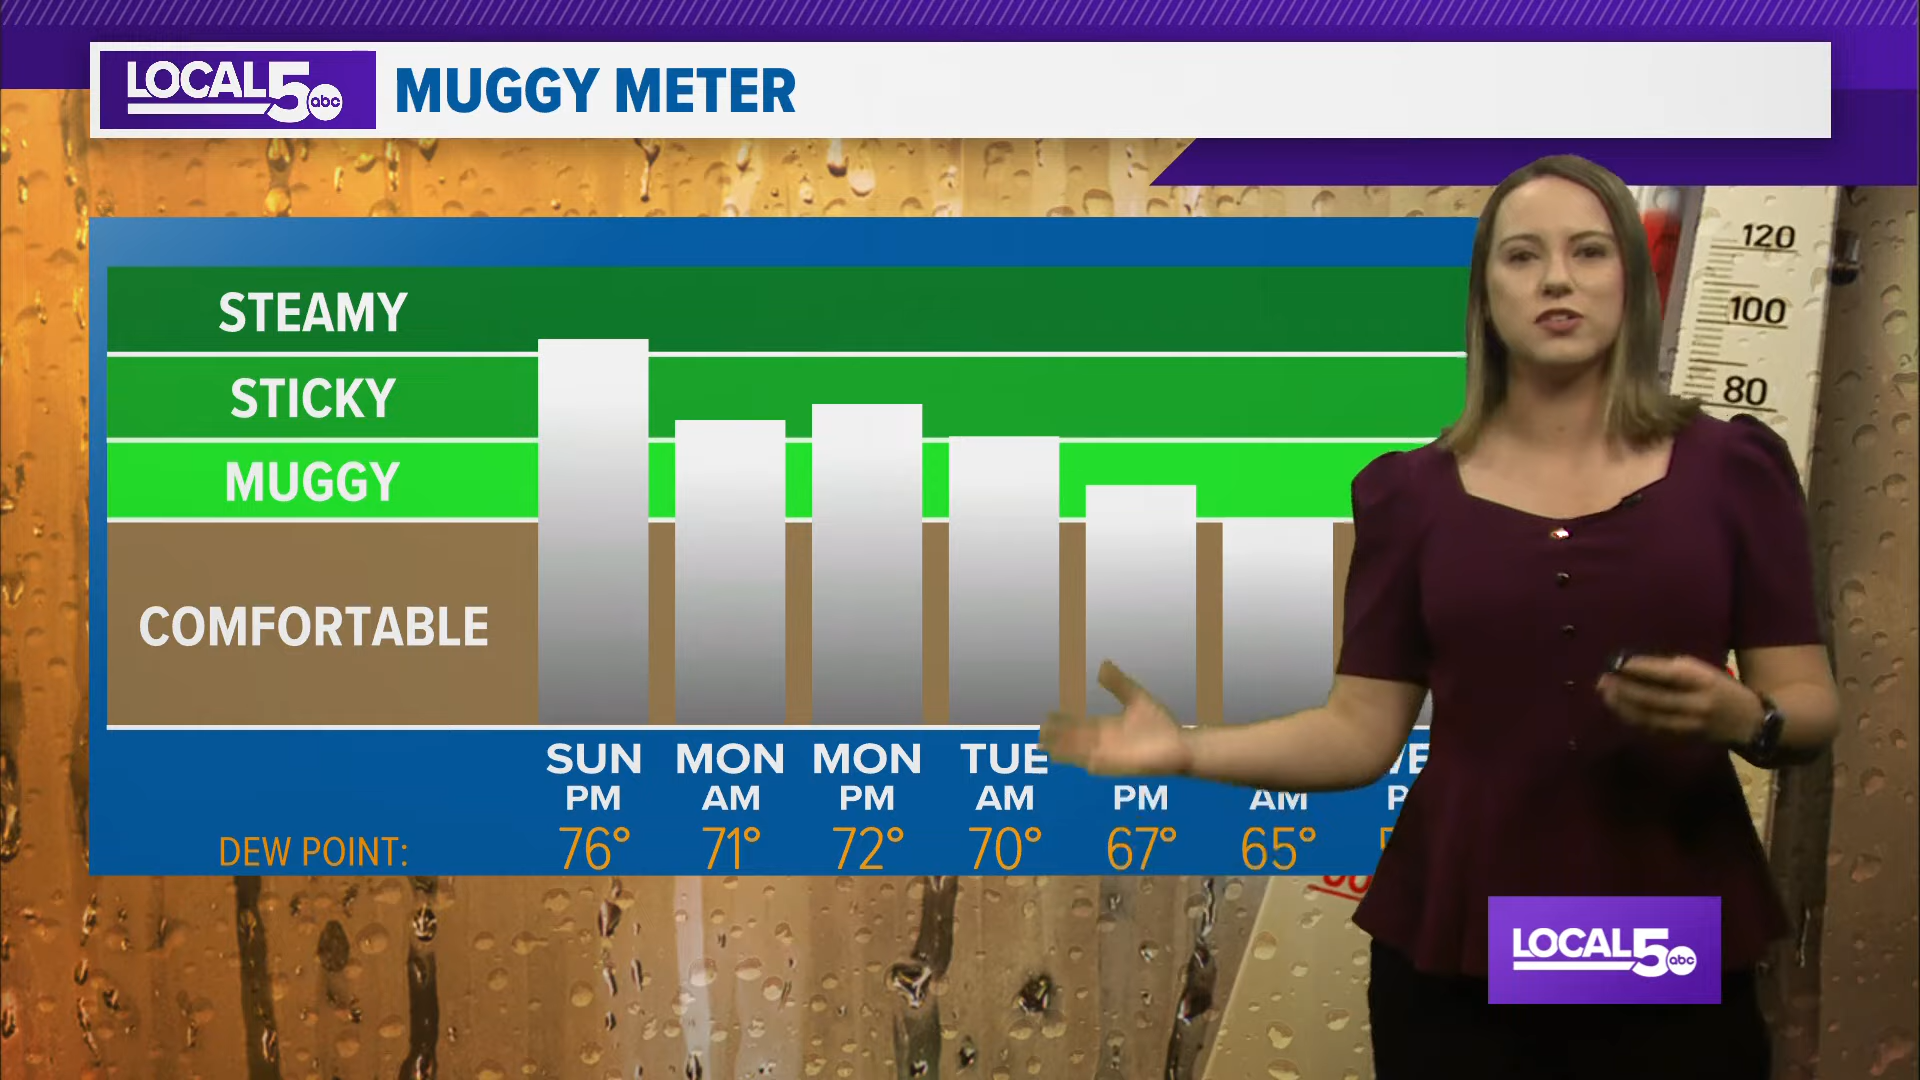 LOCAL 5 abc
MUGGY METER
120
100
80
STEAMY
STICKY
MUGGY
COMFORTABLE
SUN MON MON TUE
PM AM PM AM PM AM
DEW POINT: 76° 71° 72° 70° 67° 65°
LOCAL 5 abc